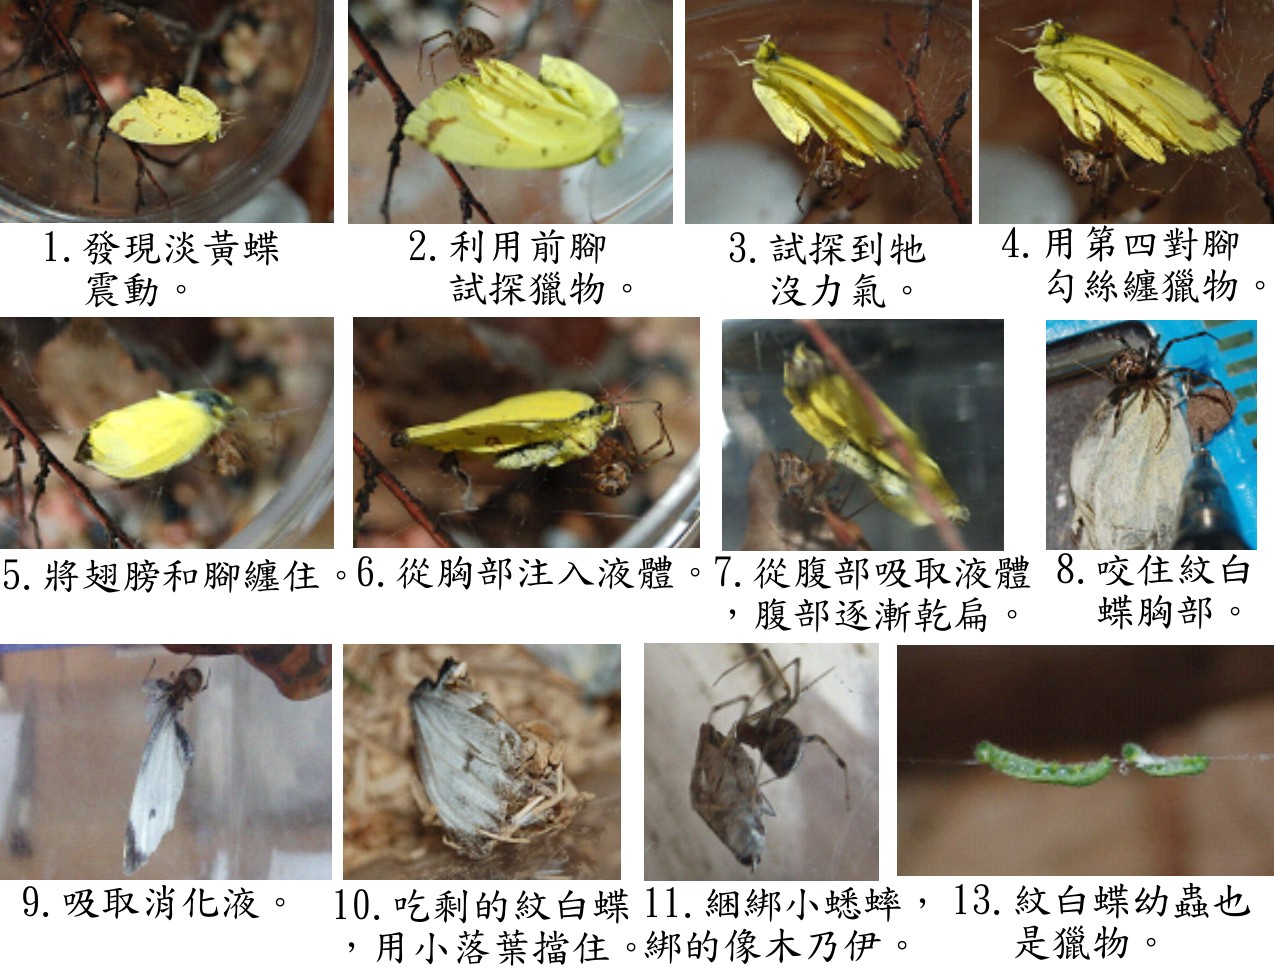 1.發現淡黃蝶
震動。
2.利用前腳
試探獵物。
3.試探到牠
沒力氣。
4.用第四對腳
勾絲纏獵物。
5.將翅膀和腳纏住。
6.從胸部注入液體。
7.從腹部吸取液體
，腹部逐漸乾扁。
8.咬住紋白
蝶胸部。
9.吸取消化液。
10.吃剩的紋白蝶
，用小落葉擋住。
11.綑綁小蟋蟀，
綁的像木乃伊。
13.紋白蝶幼蟲也
是獵物。